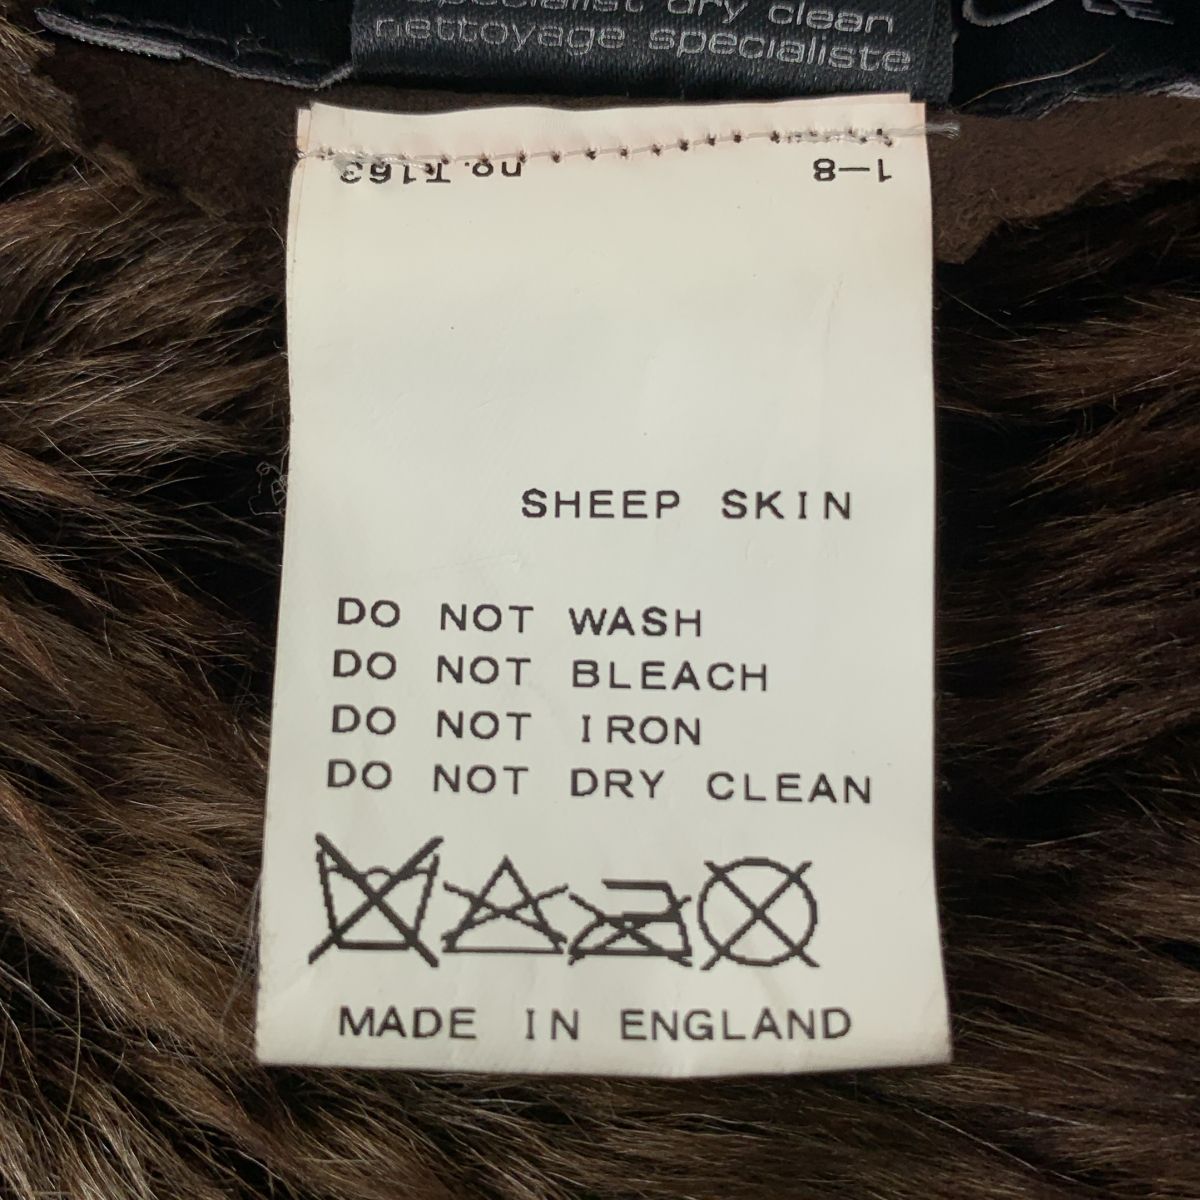 specialist dry clean
nettoyage specialiste
no. T.163 1-8
SHEEP SKIN
DO NOT WASH
DO NOT BLEACH
DO NOT IRON
DO NOT DRY CLEAN
MADE IN ENGLAND